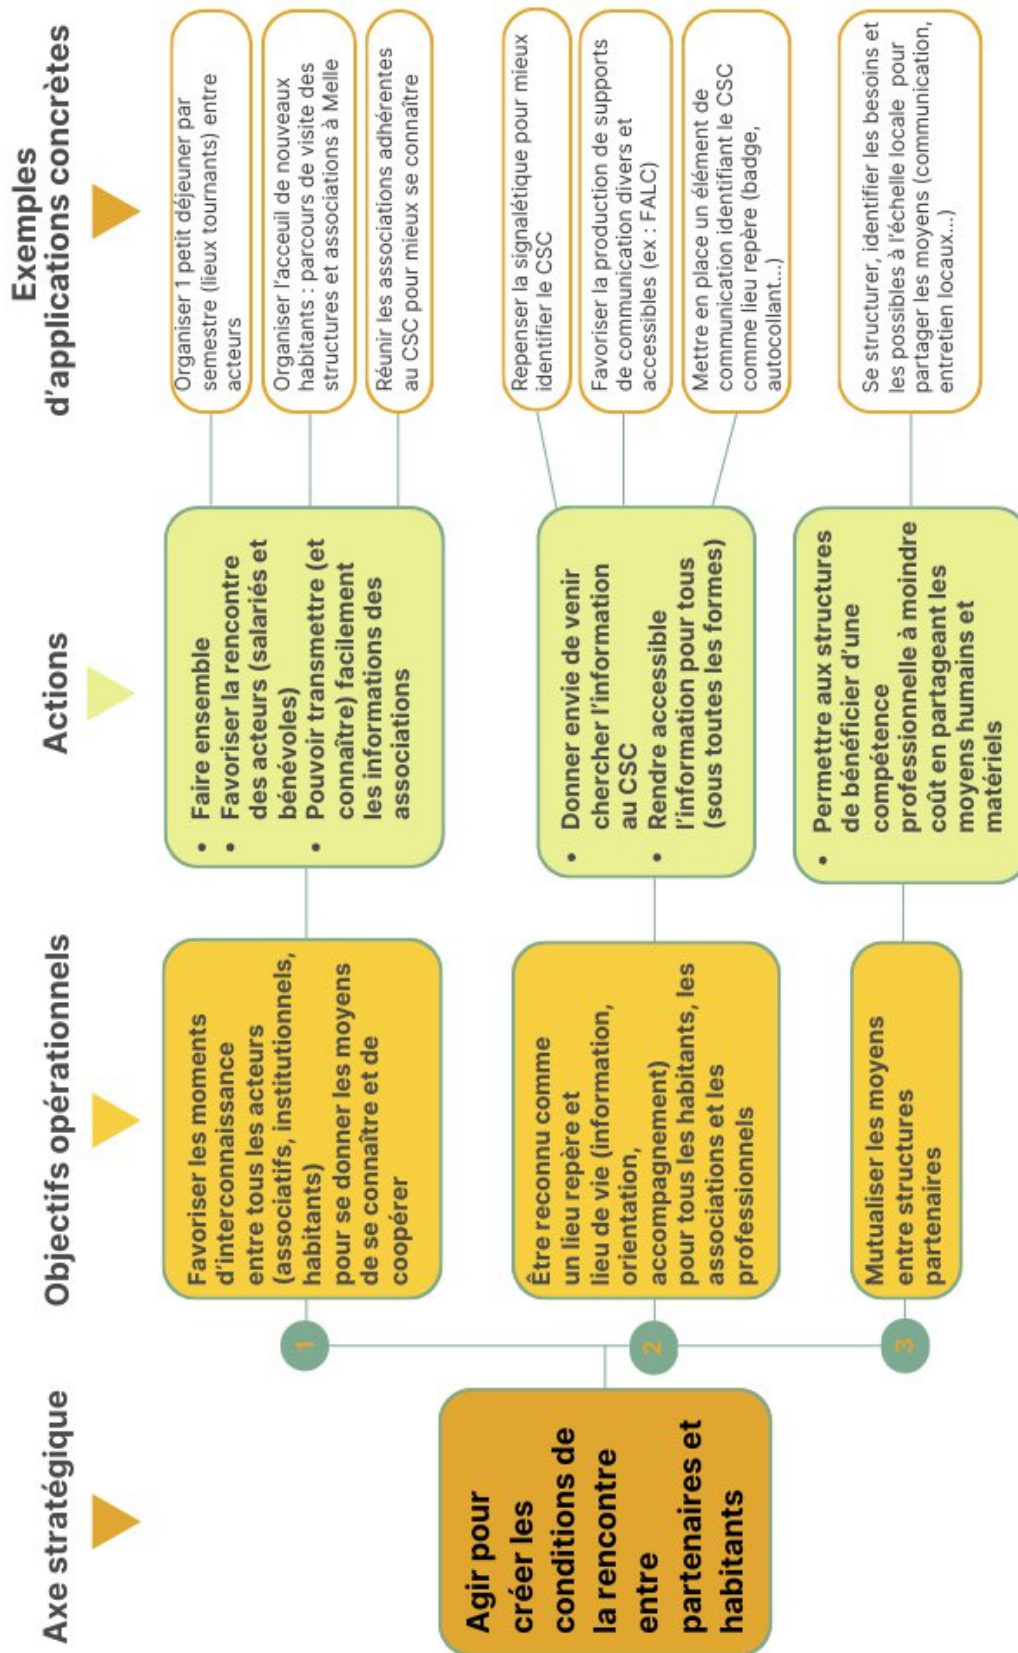 Axe stratégique
Objectifs opérationnels
Actions
Exemples
d'applications concrètes
Agir pour
créer les
conditions de
la rencontre
entre
partenaires et
habitants
1
Favoriser les moments
d'interconnaissance
entre tous les acteurs
(associatifs, institutionnels,
habitants)
pour se donner les moyens
de se connaître et de
coopérer
• Faire ensemble
• Favoriser la rencontre
des acteurs (salariés et
bénévoles)
• Pouvoir transmettre (et
connaître) facilement
les informations des
associations
Organiser 1 petit déjeuner par
semestre (lieux tournants) entre
acteurs
Organiser l'acceuil de nouveaux
habitants : parcours de visite des
structures et associations à Melle
Réunir les associations adhérentes
au CSC pour mieux se connaître
2
Être reconnu comme
un lieu repère et
lieu de vie (information,
orientation,
accompagnement)
pour tous les habitants, les
associations et les
professionnels
• Donner envie de venir
chercher l'information
au CSC
• Rendre accessible
l'information pour tous
(sous toutes les formes)
Repenser la signalétique pour mieux
identifier le CSC
Favoriser la production de supports
de communication divers et
accessibles (ex : FALC)
Mettre en place un élément de
communication identifiant le CSC
comme lieu repère (badge,
autocollant...)
3
Mutualiser les moyens
entre structures
partenaires
• Permettre aux structures
de bénéficier d'une
compétence
professionnelle à moindre
coût en partageant les
moyens humains et
matériels
Se structurer, identifier les besoins et
les possibles à l'échelle locale pour
partager les moyens (communication,
entretien locaux...)